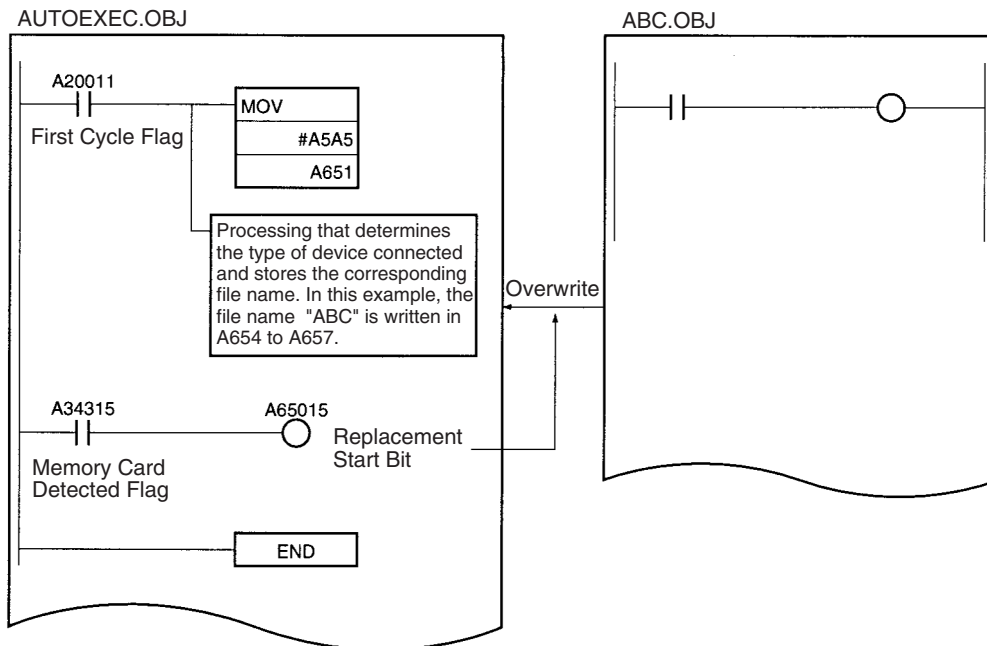 AUTOEXEC.OBJ
A20011
First Cycle Flag
MOV
#A5A5
A651
Processing that determines
the type of device connected
and stores the corresponding
file name. In this example, the
file name "ABC" is written in
A654 to A657.
A34315
Memory Card
Detected Flag
A65015
Replacement
Start Bit
END
Overwrite
ABC.OBJ